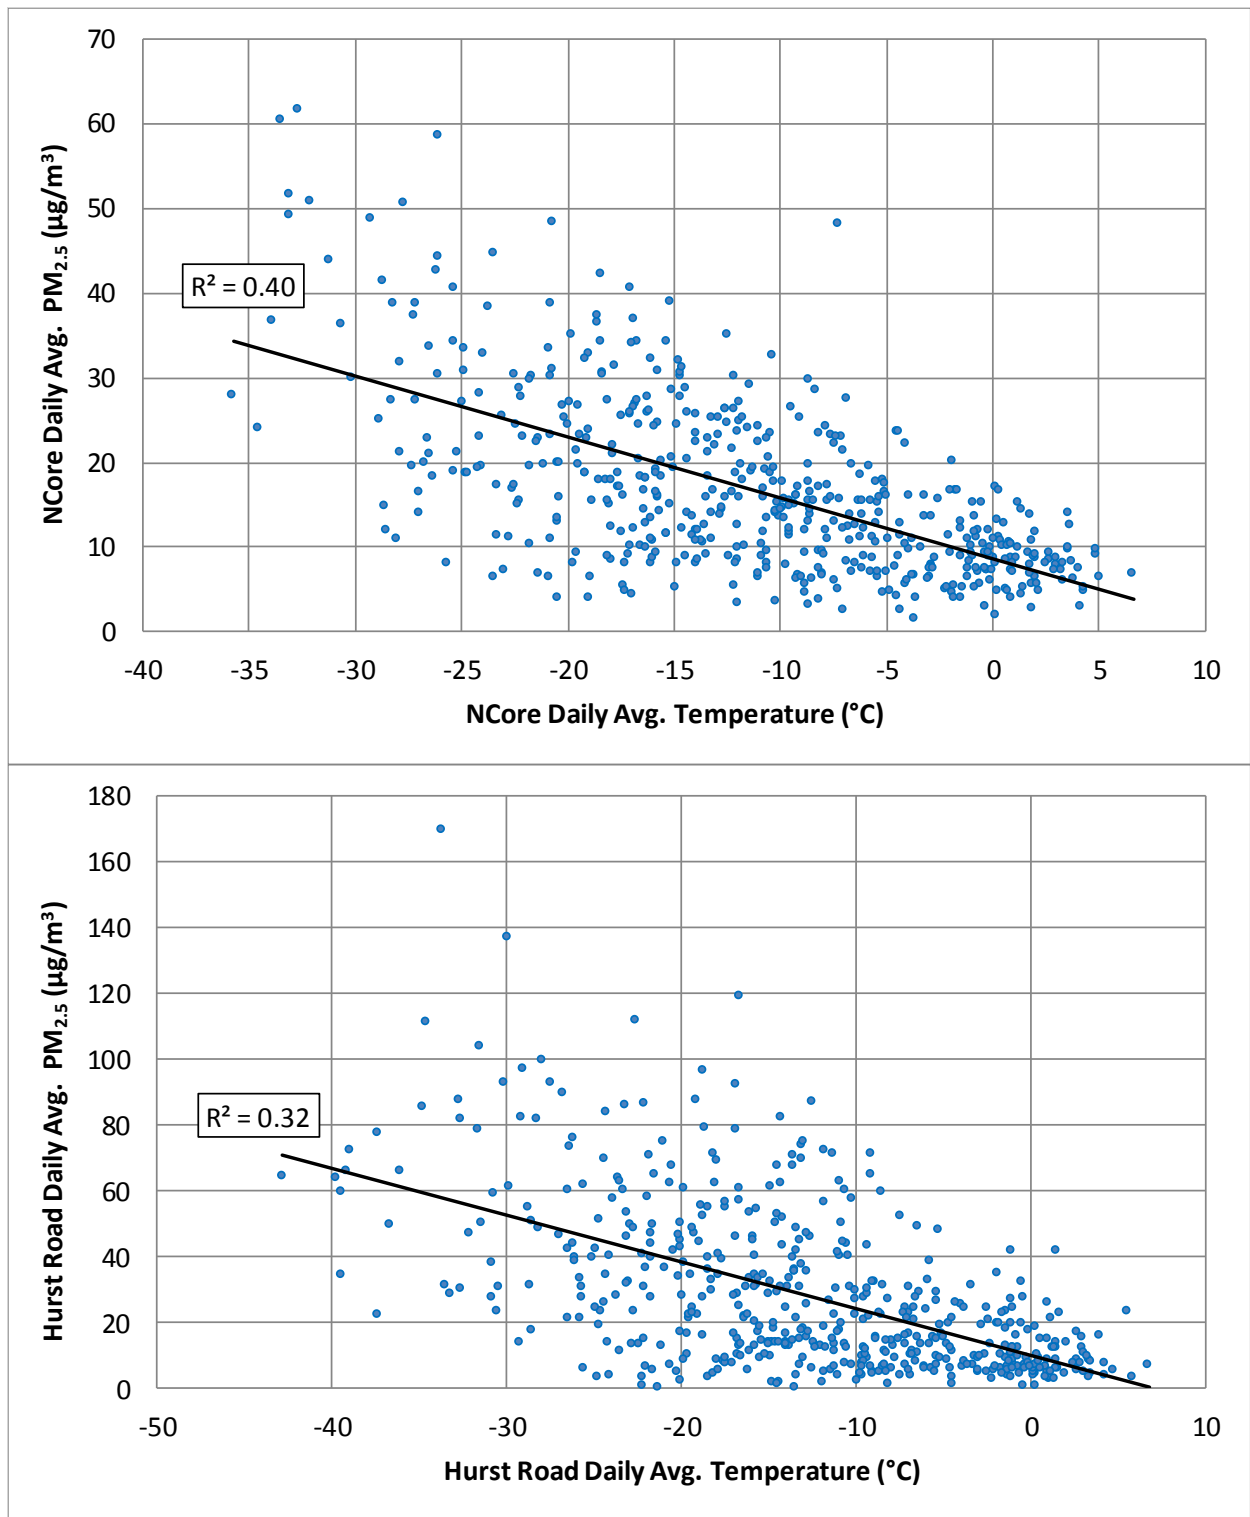 NCore Daily Avg. PM₂.₅ (µg/m³)
70
60
50
40
30
20
10
0
R² = 0.40
-40 -35 -30 -25 -20 -15 -10 -5 0 5 10
NCore Daily Avg. Temperature (°C)
Hurst Road Daily Avg. PM₂.₅ (µg/m³)
180
160
140
120
100
80
60
40
20
0
R² = 0.32
-50 -40 -30 -20 -10 0 10
Hurst Road Daily Avg. Temperature (°C)